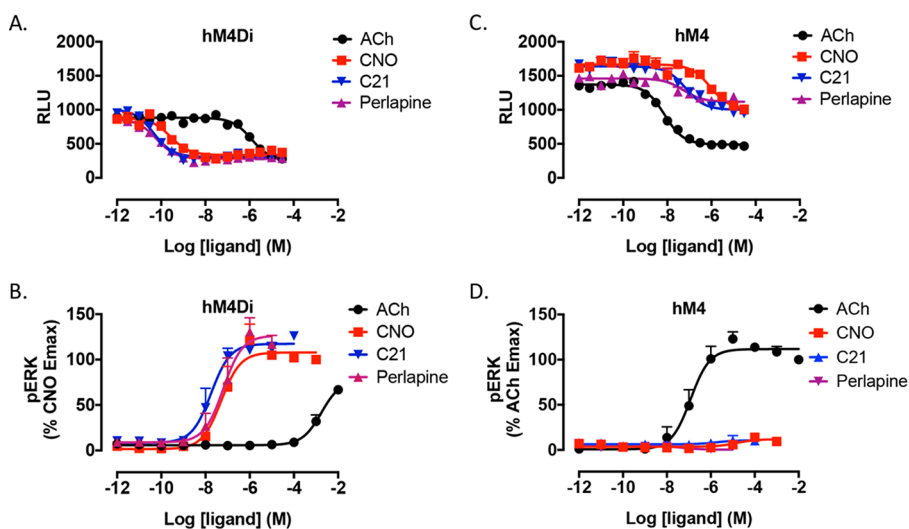 A.
hM4Di
2000
1500
1000
500
0
RLU
-12 -10 -8 -6 -4 -2
Log [ligand] (M)
ACh
CNO
C21
Perlapine
C.
hM4
2000
1500
1000
500
0
RLU
-12 -10 -8 -6 -4 -2
Log [ligand] (M)
ACh
CNO
C21
Perlapine
B.
hM4Di
150
100
50
0
pERK
(% CNO Emax)
-12 -10 -8 -6 -4 -2
Log [ligand] (M)
ACh
CNO
C21
Perlapine
D.
hM4
150
100
50
0
pERK
(% ACh Emax)
-12 -10 -8 -6 -4 -2
Log [ligand] (M)
ACh
CNO
C21
Perlapine